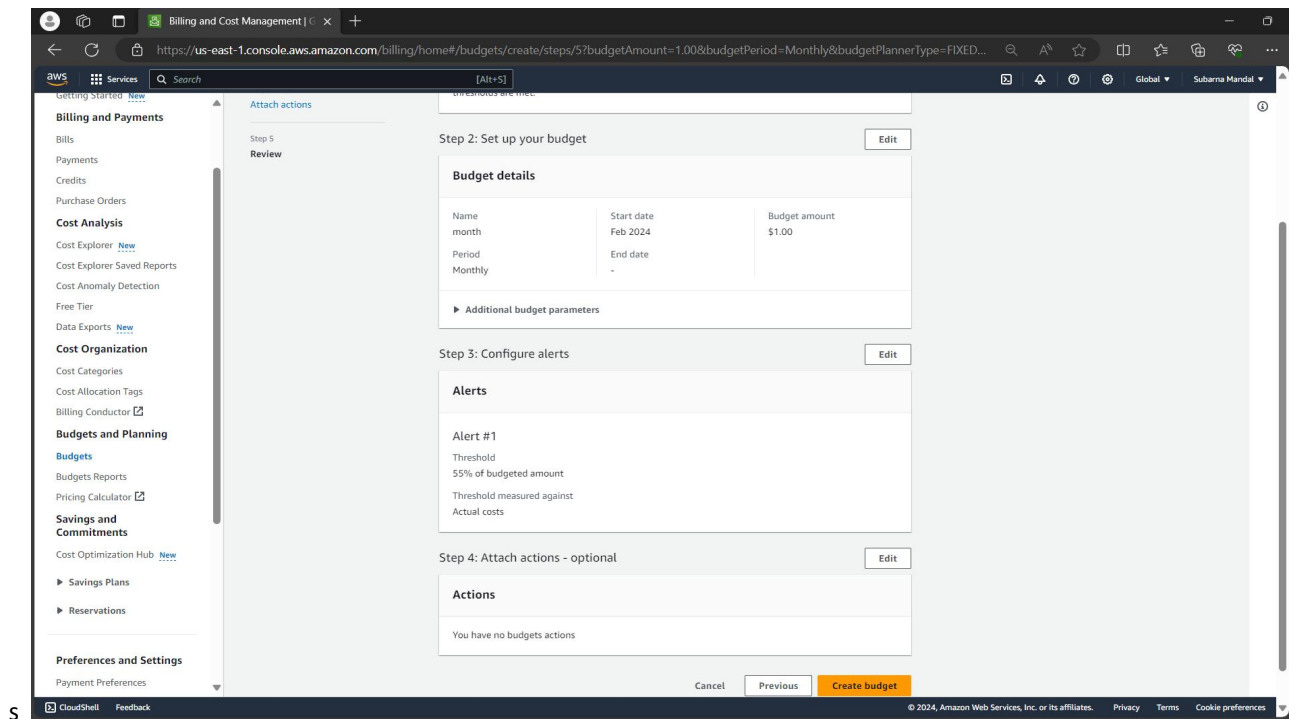 Billing and Cost Management | G
https://us-east-1.console.aws.amazon.com/billing/home#/budgets/create/steps/5?budgetAmount=1.00&budgetPeriod=Monthly&budgetPlannerType=FIXED...
aws Services Search [Alt+S] Global Subarna Mandal
Getting Started New
Billing and Payments
Bills
Payments
Credits
Purchase Orders
Cost Analysis
Cost Explorer New
Cost Explorer Saved Reports
Cost Anomaly Detection
Free Tier
Data Exports New
Cost Organization
Cost Categories
Cost Allocation Tags
Billing Conductor
Budgets and Planning
Budgets
Budgets Reports
Pricing Calculator
Savings and
Commitments
Cost Optimization Hub New
Savings Plans
Reservations
Preferences and Settings
Payment Preferences
Attach actions
Step 5
Review
thresholds are met.
Step 2: Set up your budget Edit
Budget details
Name Start date Budget amount
month Feb 2024 $1.00
Period End date
Monthly -
Additional budget parameters
Step 3: Configure alerts Edit
Alerts
Alert #1
Threshold
55% of budgeted amount
Threshold measured against
Actual costs
Step 4: Attach actions - optional Edit
Actions
You have no budgets actions
Cancel Previous Create budget
s
CloudShell Feedback © 2024, Amazon Web Services, Inc. or its affiliates. Privacy Terms Cookie preferences